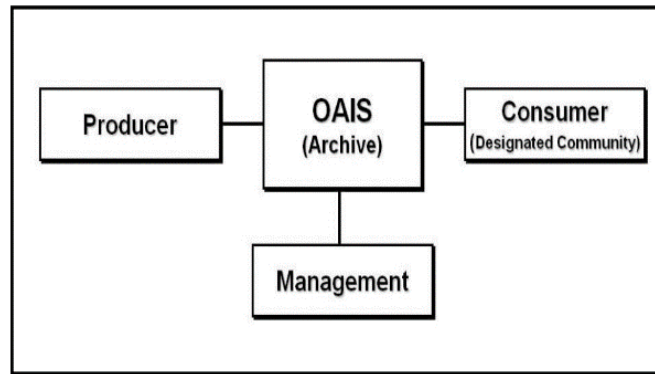 Producer
OAIS
(Archive)
Consumer
(Designated Community)
Management